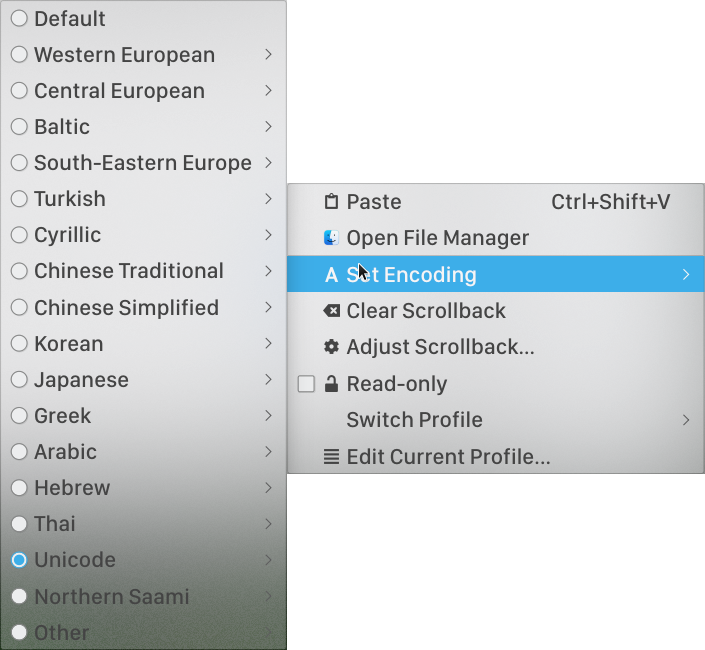 Default
Western European
Central European
Baltic
South-Eastern Europe
Turkish
Cyrillic
Chinese Traditional
Chinese Simplified
Korean
Japanese
Greek
Arabic
Hebrew
Thai
Unicode
Northern Saami
Other
Paste Ctrl+Shift+V
Open File Manager
Set Encoding
Clear Scrollback
Adjust Scrollback...
Read-only
Switch Profile
Edit Current Profile...